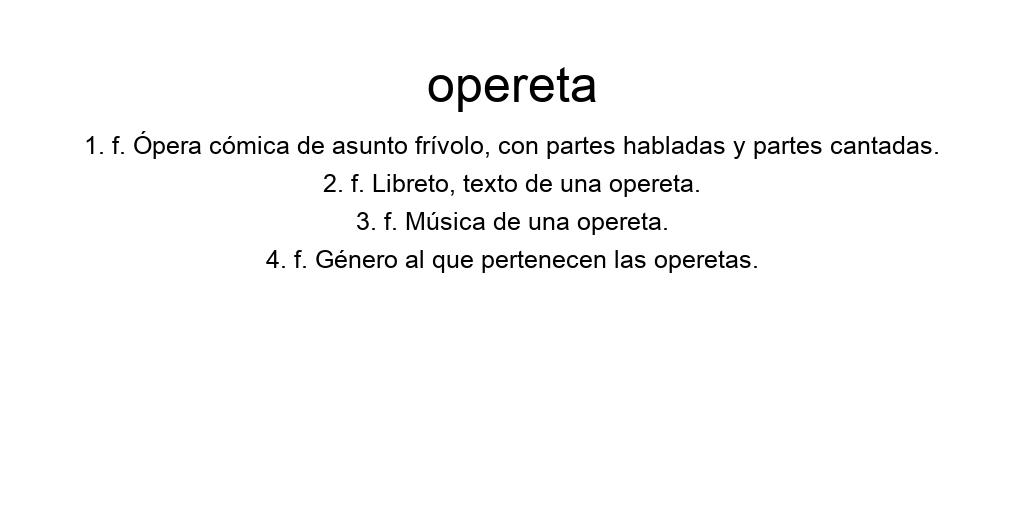 opereta
1. f. Ópera cómica de asunto frívolo, con partes habladas y partes cantadas.
2. f. Libreto, texto de una opereta.
3. f. Música de una opereta.
4. f. Género al que pertenecen las operetas.